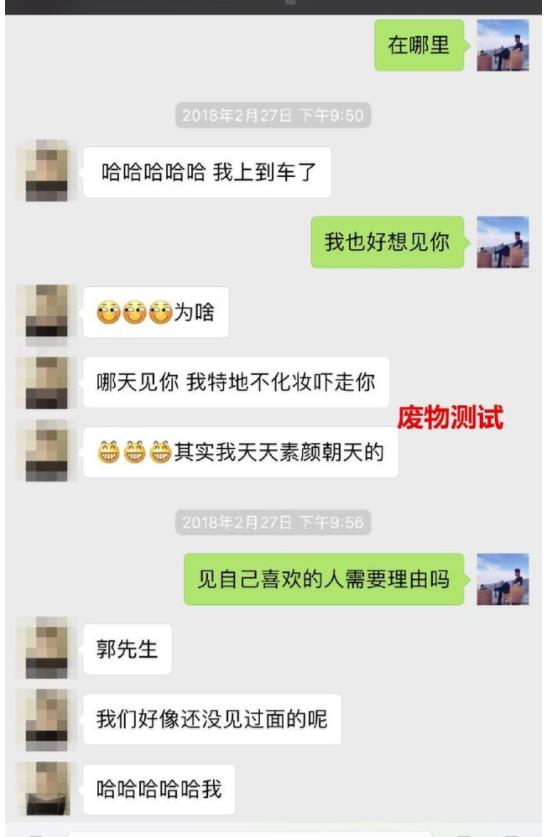 在哪里
2018年2月27日 下午9:50
哈哈哈哈哈 我上到车了
我也好想见你
为啥
哪天见你 我特地不化妆吓走你
废物测试
其实我天天素颜朝天的
2018年2月27日 下午9:56
见自己喜欢的人需要理由吗
郭先生
我们好像还没见过面的呢
哈哈哈哈哈我